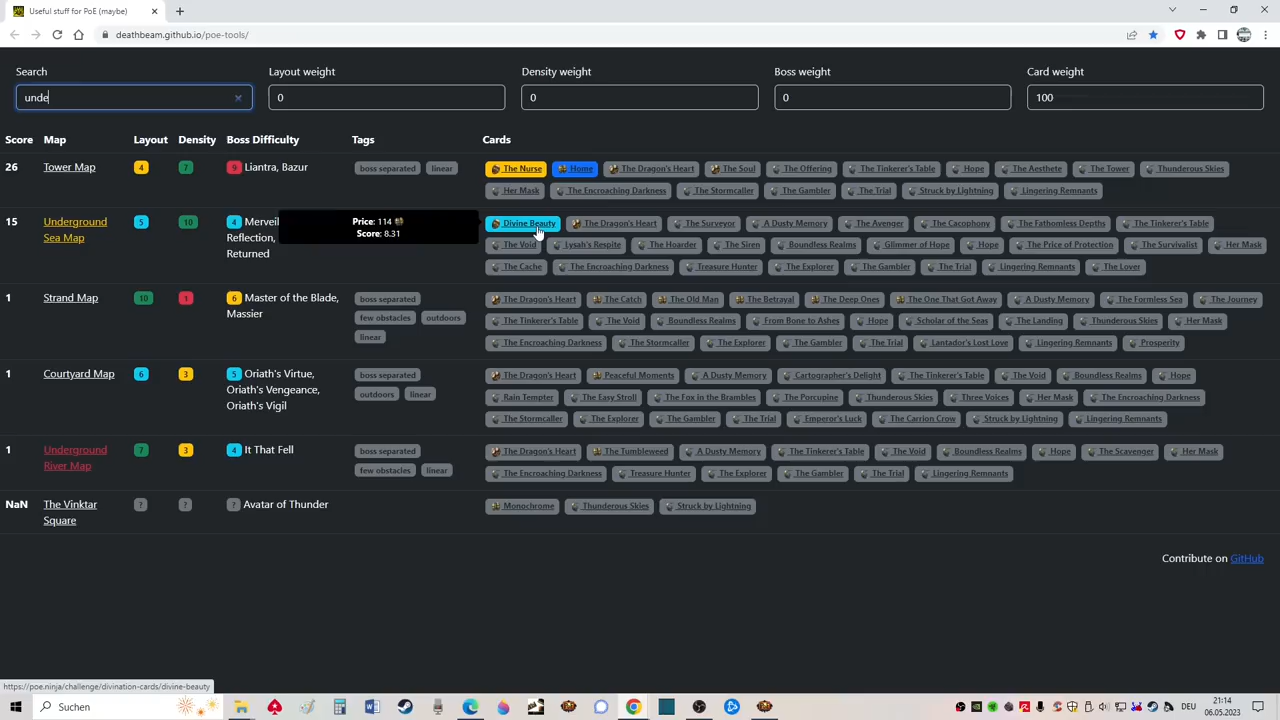 Useful stuff for PoE (maybe)
deathbeam.github.io/poe-tools/
Search Layout weight Density weight Boss weight Card weight
unde 0 0 0 100
Score Map Layout Density Boss Difficulty Tags Cards
26 Tower Map 4 7 9 Liantra, Bazur boss separated linear The Nurse Home The Dragon's Heart The Soul The Offering The Tinkerer's Table Hope The Aesthete The Tower Thunderous Skies
Her Mask The Encroaching Darkness The Stormcaller The Gambler The Trial Struck by Lightning Lingering Remnants
15 Underground 5 10 4 Merveil Price: 114 Divine Beauty The Dragon's Heart The Surveyor A Dusty Memory The Avenger The Cacophony The Fathomless Depths The Tinkerer's Table
Sea Map Reflection, Score: 8.31 The Void Lysah's Respite The Hoarder The Siren Boundless Realms Glimmer of Hope Hope The Price of Protection The Survivalist Her Mask
Returned The Cache The Encroaching Darkness Treasure Hunter The Explorer The Gambler The Trial Lingering Remnants The Lover
1 Strand Map 10 1 6 Master of the Blade, boss separated The Dragon's Heart The Catch The Old Man The Betrayal The Deep Ones The One That Got Away A Dusty Memory The Formless Sea The Journey
Massier few obstacles outdoors The Tinkerer's Table The Void Boundless Realms From Bone to Ashes Hope Scholar of the Seas The Landing Thunderous Skies Her Mask
linear The Encroaching Darkness The Stormcaller The Explorer The Gambler The Trial Lantador's Lost Love Lingering Remnants Prosperity
1 Courtyard Map 6 3 5 Oriath's Virtue, boss separated The Dragon's Heart Peaceful Moments A Dusty Memory Cartographer's Delight The Tinkerer's Table The Void Boundless Realms Hope
Oriath's Vengeance, outdoors linear Rain Tempter The Easy Stroll The Fox in the Brambles The Porcupine Thunderous Skies Three Voices Her Mask The Encroaching Darkness
Oriath's Vigil The Stormcaller The Explorer The Gambler The Trial Emperor's Luck The Carrion Crow Struck by Lightning Lingering Remnants
1 Underground 7 3 4 It That Fell boss separated The Dragon's Heart The Tumbleweed A Dusty Memory The Tinkerer's Table The Void Boundless Realms Hope The Scavenger Her Mask
River Map few obstacles linear The Encroaching Darkness Treasure Hunter The Explorer The Gambler The Trial Lingering Remnants
NaN The Vinktar ? ? ? Avatar of Thunder Monochrome Thunderous Skies Struck by Lightning
Square
Contribute on GitHub
https://poe.ninja/challenge/divination-cards/divine-beauty
Suchen DEU 21:14
06.05.2023